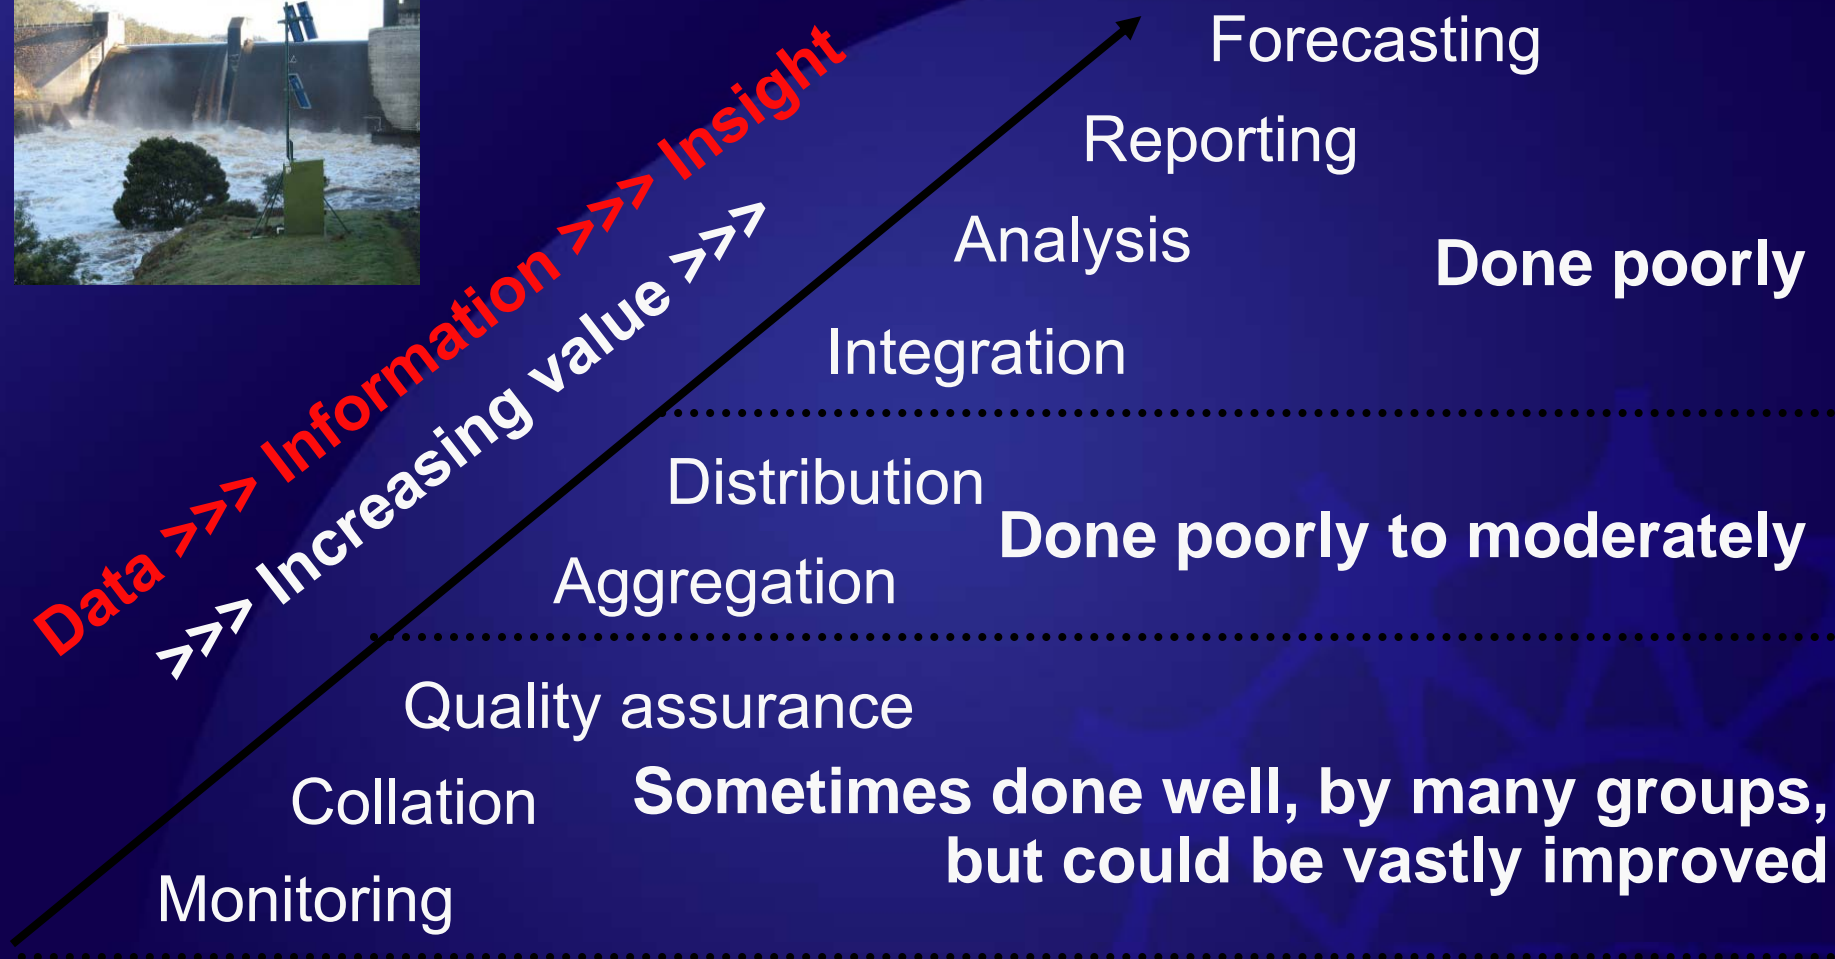 Data >>> Information >>> Insight
>>> Increasing value >>>
Forecasting
Reporting
Analysis
Done poorly
Integration
Distribution
Done poorly to moderately
Aggregation
Quality assurance
Collation
Sometimes done well, by many groups,
but could be vastly improved
Monitoring